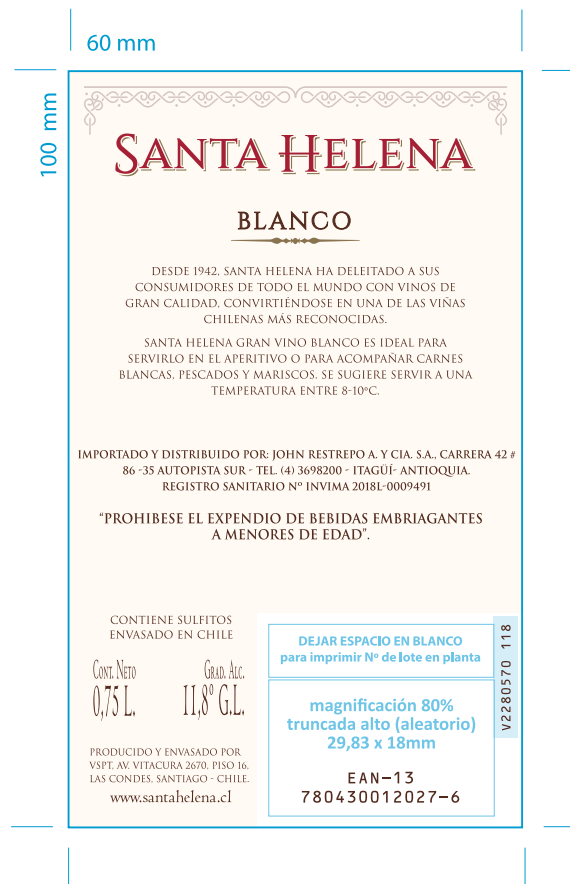 60 mm
100 mm
SANTA HELENA
BLANCO
DESDE 1942, SANTA HELENA HA DELEITADO A SUS
CONSUMIDORES DE TODO EL MUNDO CON VINOS DE
GRAN CALIDAD, CONVIRTIÉNDOSE EN UNA DE LAS VIÑAS
CHILENAS MÁS RECONOCIDAS.
SANTA HELENA GRAN VINO BLANCO ES IDEAL PARA
SERVIRLO EN EL APERITIVO O PARA ACOMPAÑAR CARNES
BLANCAS, PESCADOS Y MARISCOS. SE SUGIERE SERVIR A UNA
TEMPERATURA ENTRE 8-10ºC.
IMPORTADO Y DISTRIBUIDO POR: JOHN RESTREPO A. Y CIA. S.A., CARRERA 42 #
86 -35 AUTOPISTA SUR - TEL. (4) 3698200 - ITAGÜÍ- ANTIOQUIA.
REGISTRO SANITARIO Nº INVIMA 2018L-0009491
“PROHIBESE EL EXPENDIO DE BEBIDAS EMBRIAGANTES
A MENORES DE EDAD”.
CONTIENE SULFITOS
ENVASADO EN CHILE
CONT. NETO
0,75 L.
GRAD. ALC.
11,8° G.L.
PRODUCIDO Y ENVASADO POR
VSPT, AV. VITACURA 2670, PISO 16,
LAS CONDES, SANTIAGO - CHILE.
www.santahelena.cl
DEJAR ESPACIO EN BLANCO
para imprimir Nº de lote en planta
V2280570 118
magnificación 80%
truncada alto (aleatorio)
29,83 x 18mm
EAN-13
780430012027-6